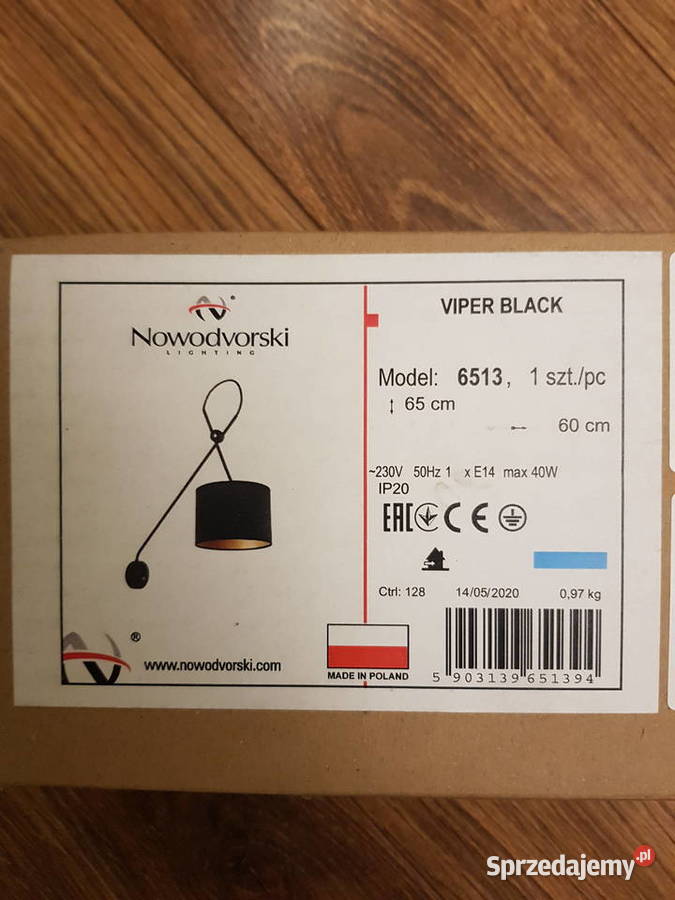 Nowodvorski®
LIGHTING
VIPER BLACK
Model: 6513, 1 szt./pc
65 cm
60 cm
~230V 50Hz 1 x E14 max 40W
IP20
EAC CE
Ctrl: 128 14/05/2020 0,97 kg
®
www.nowodvorski.com
MADE IN POLAND
5 903139 651394
Sprzedajemy.pl